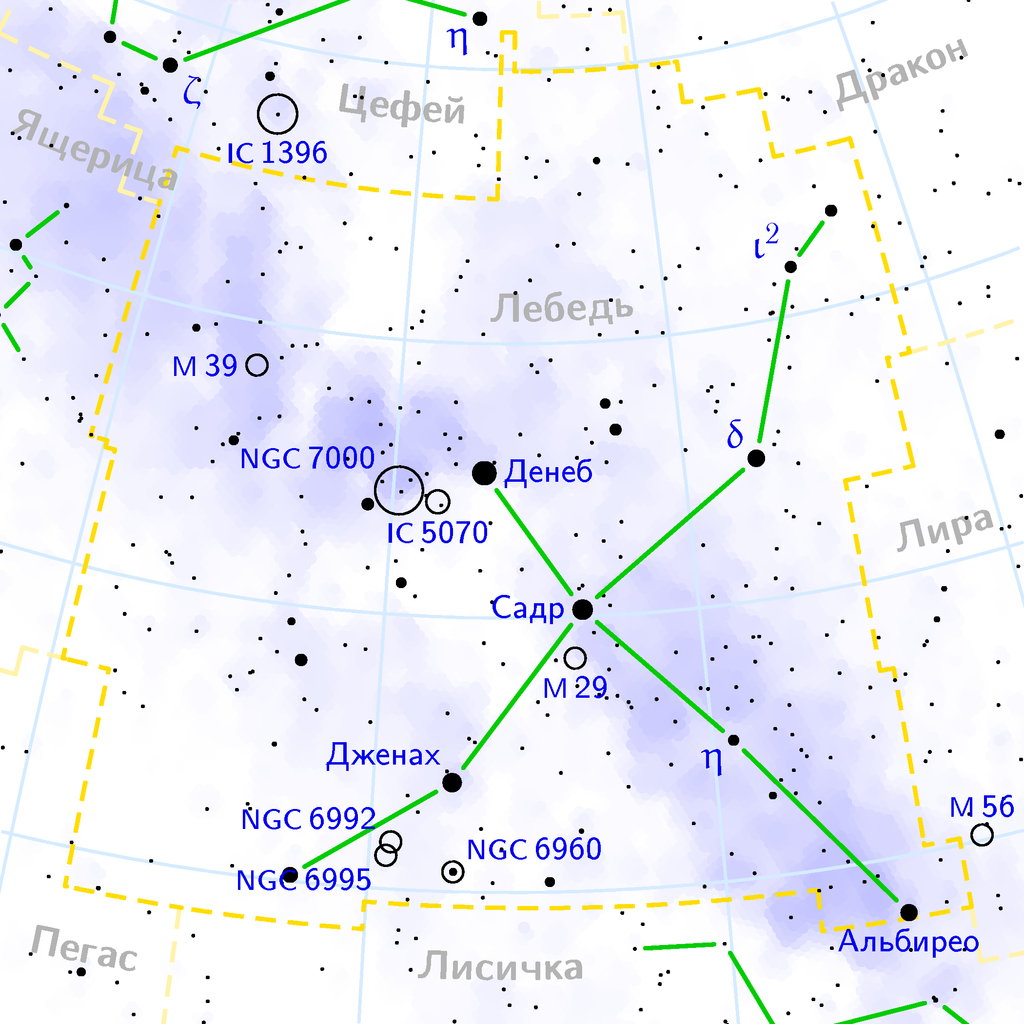 η
Дракон
ζ
Цефей
Ящерица
IC 1396
ι²
Лебедь
M 39
δ
NGC 7000
Денеб
IC 5070
Лира
Садр
M 29
Дженах
η
M 56
NGC 6992
NGC 6960
NGC 6995
Альбирео
Пегас
Лисичка